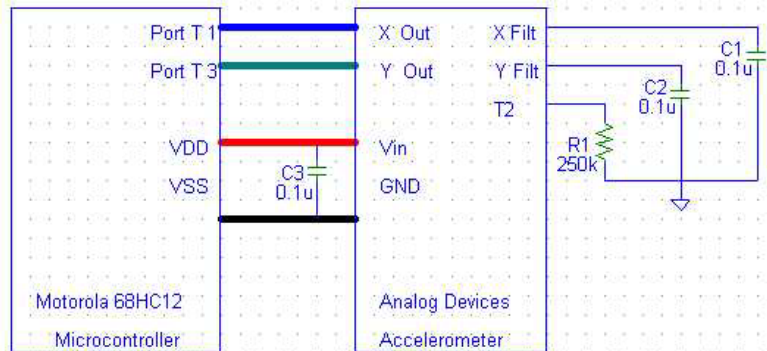 Port T 1
X Out
X Filt
C1
0.1u
Port T 3
Y Out
Y Filt
C2
0.1u
T2
R1
250k
VDD
Vin
C3
0.1u
VSS
GND
Motorola 68HC12
Microcontroller
Analog Devices
Accelerometer